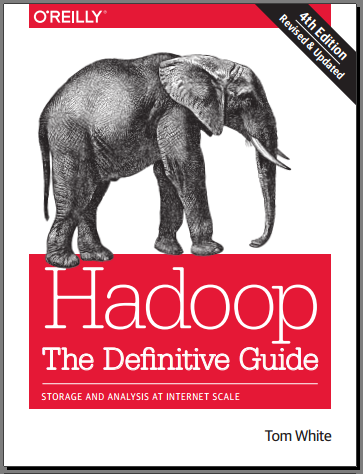 O'REILLY®
4th Edition
Revised & Updated
Hadoop
The Definitive Guide
STORAGE AND ANALYSIS AT INTERNET SCALE
Tom White